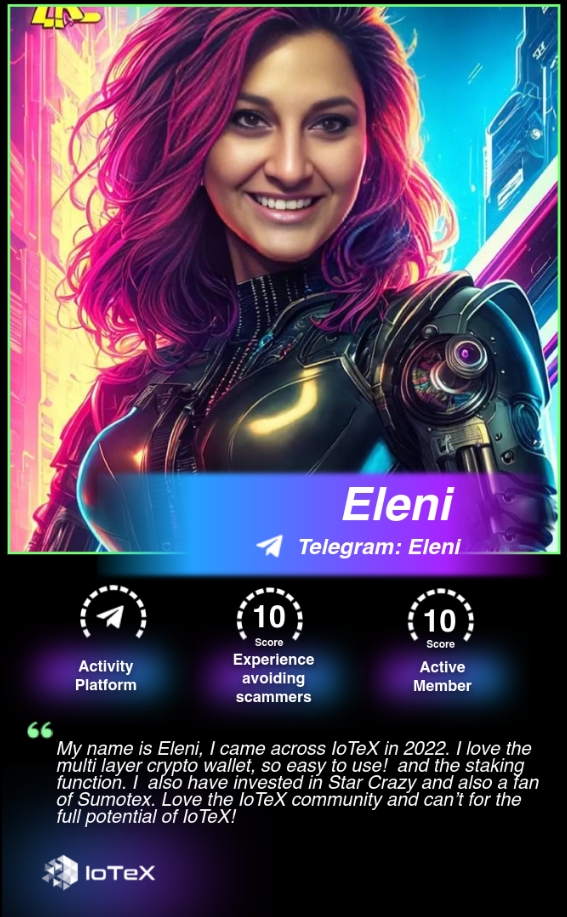 Eleni
Telegram: Eleni
10
Score
10
Score
Activity
Platform
Experience
avoiding
scammers
Active
Member
My name is Eleni, I came across IoTeX in 2022. I love the
multi layer crypto wallet, so easy to use!  and the staking
function. I  also have invested in Star Crazy and also a fan
of Sumotex. Love the IoTeX community and can't for the
full potential of IoTeX!
IoTeX